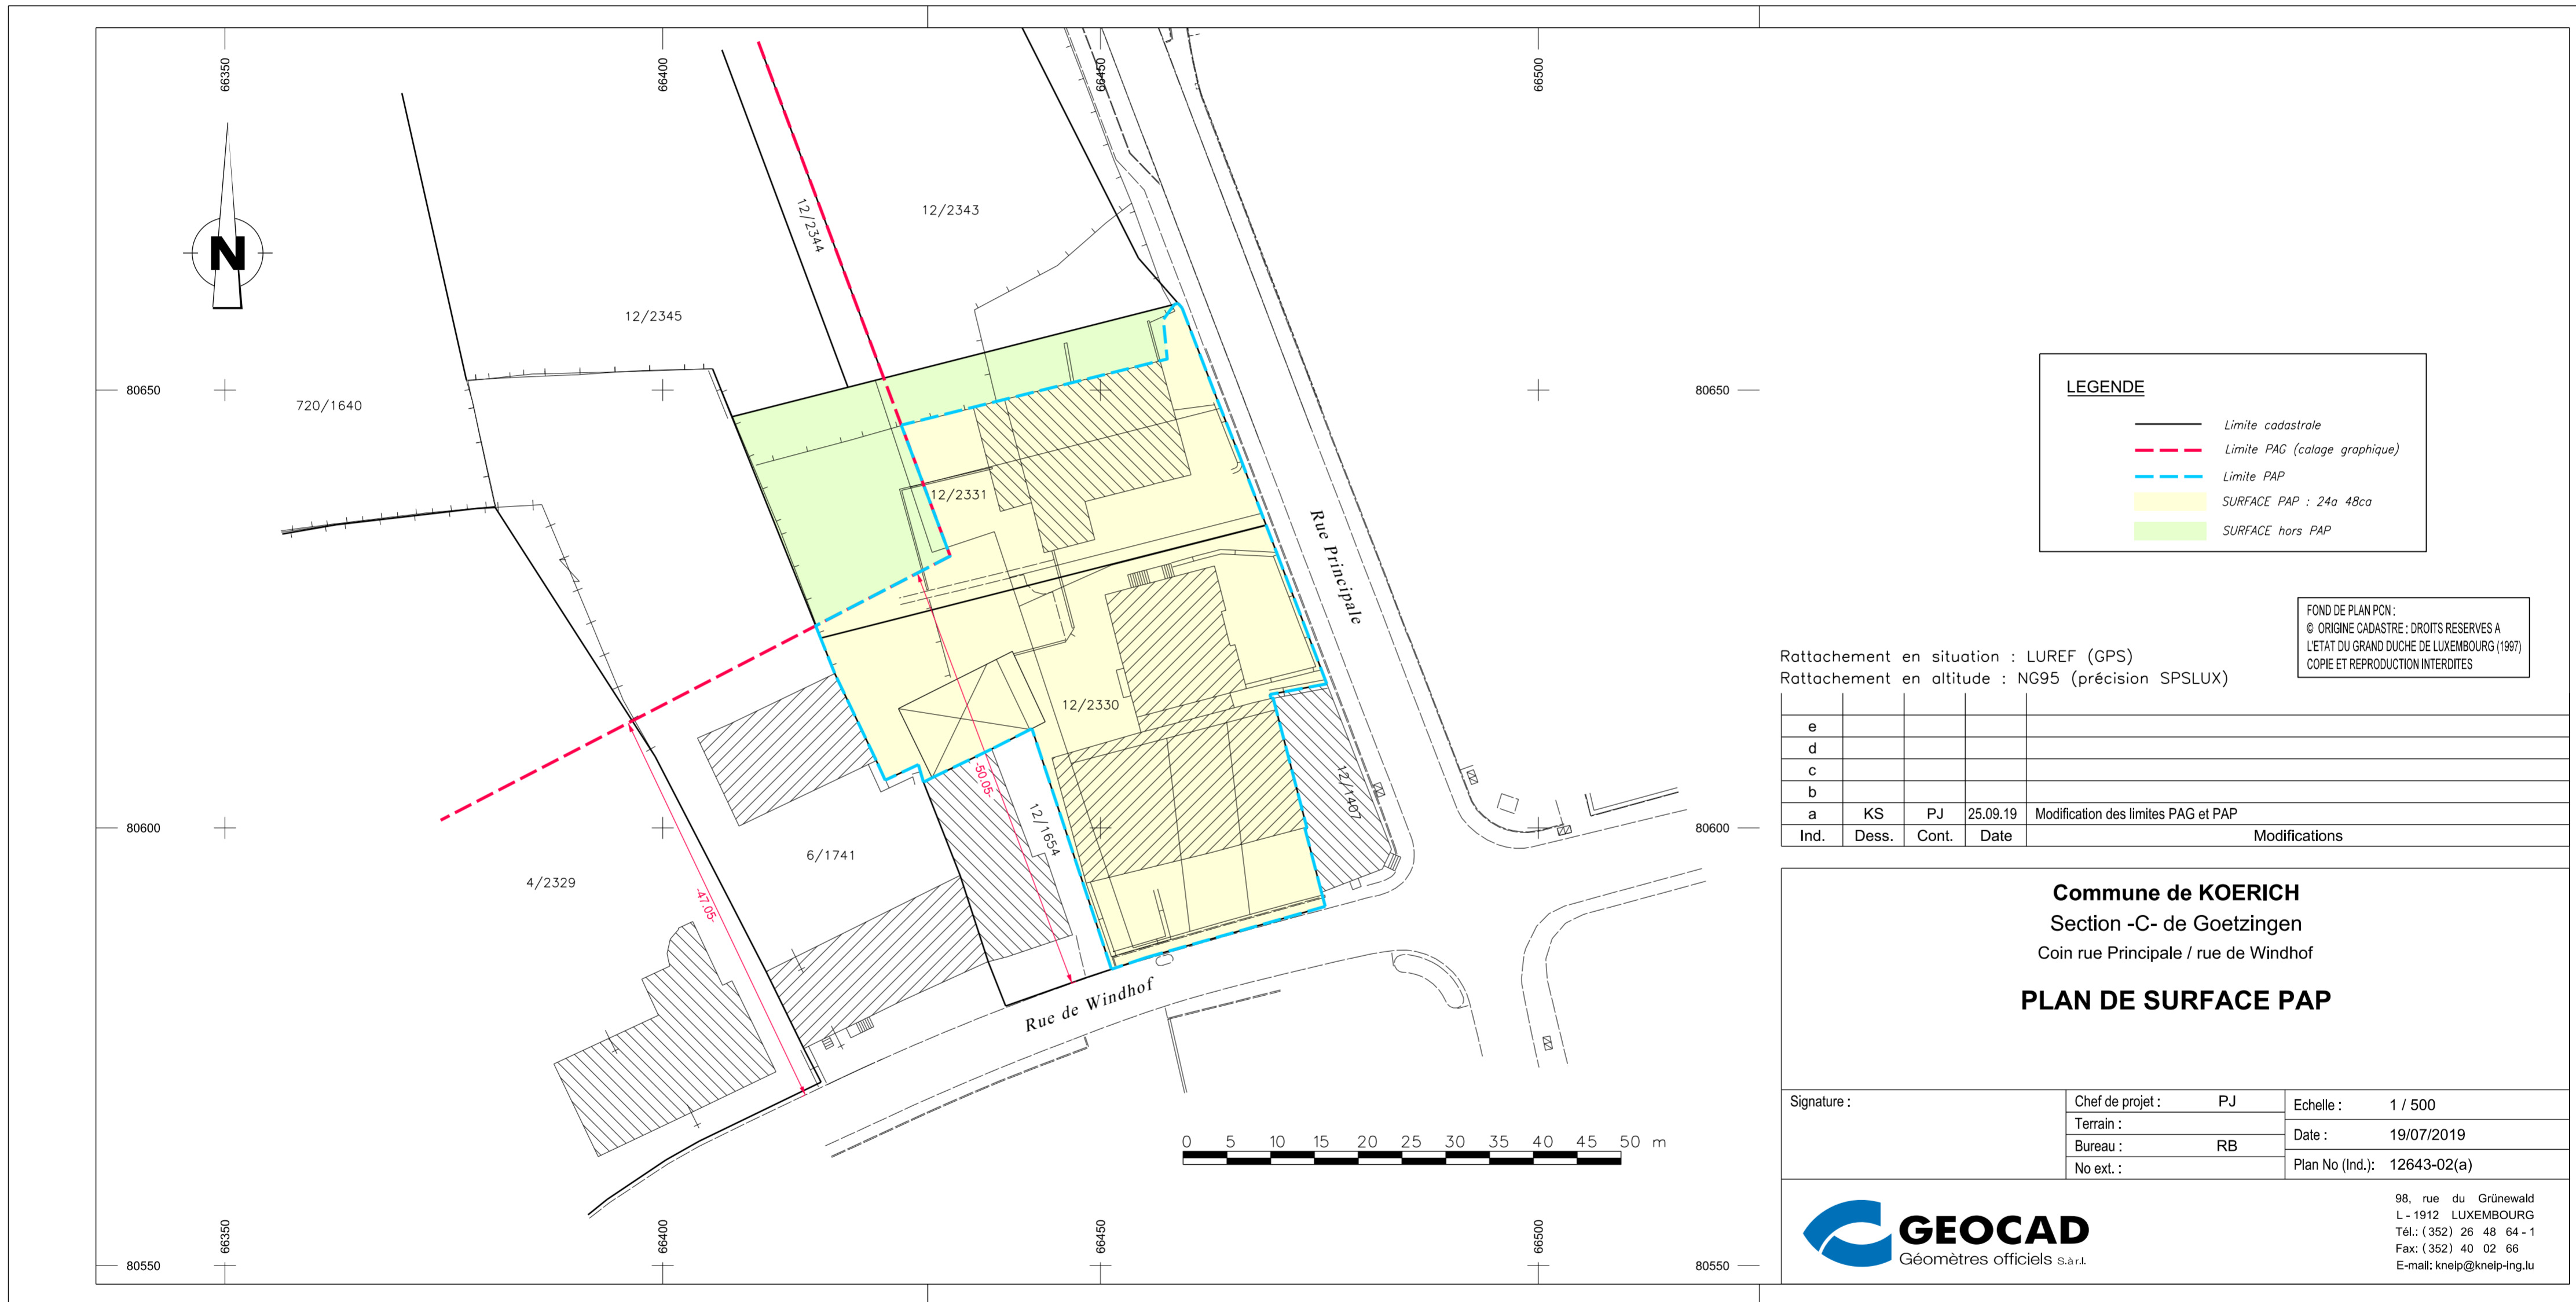 66350
66400
66450
66500
N
12/2343
12/2344
12/2345
720/1640
80650
80650
12/2331
Rue Principale
12/2330
12/1407
12/1654
6/1741
4/2329
80600
80600
-50.05-
-47.05-
Rue de Windhof
0 5 10 15 20 25 30 35 40 45 50 m
66350
66400
66450
66500
80550
80550
LEGENDE
Limite cadastrale
Limite PAG (calage graphique)
Limite PAP
SURFACE PAP : 24a 48ca
SURFACE hors PAP
FOND DE PLAN PCN :
© ORIGINE CADASTRE : DROITS RESERVES A
L'ETAT DU GRAND DUCHE DE LUXEMBOURG (1997)
COPIE ET REPRODUCTION INTERDITES
Rattachement en situation : LUREF (GPS)
Rattachement en altitude : NG95 (précision SPSLUX)
e
d
c
b
a KS PJ 25.09.19 Modification des limites PAG et PAP
Ind. Dess. Cont. Date Modifications
Commune de KOERICH
Section -C- de Goetzingen
Coin rue Principale / rue de Windhof
PLAN DE SURFACE PAP
Signature :
Chef de projet : PJ
Terrain :
Bureau : RB
No ext. :
Echelle : 1 / 500
Date : 19/07/2019
Plan No (Ind.): 12643-02(a)
GEOCAD
Géomètres officiels S.à r.l.
98, rue du Grünewald
L - 1912 LUXEMBOURG
Tél.: (352) 26 48 64 - 1
Fax: (352) 40 02 66
E-mail: kneip@kneip-ing.lu